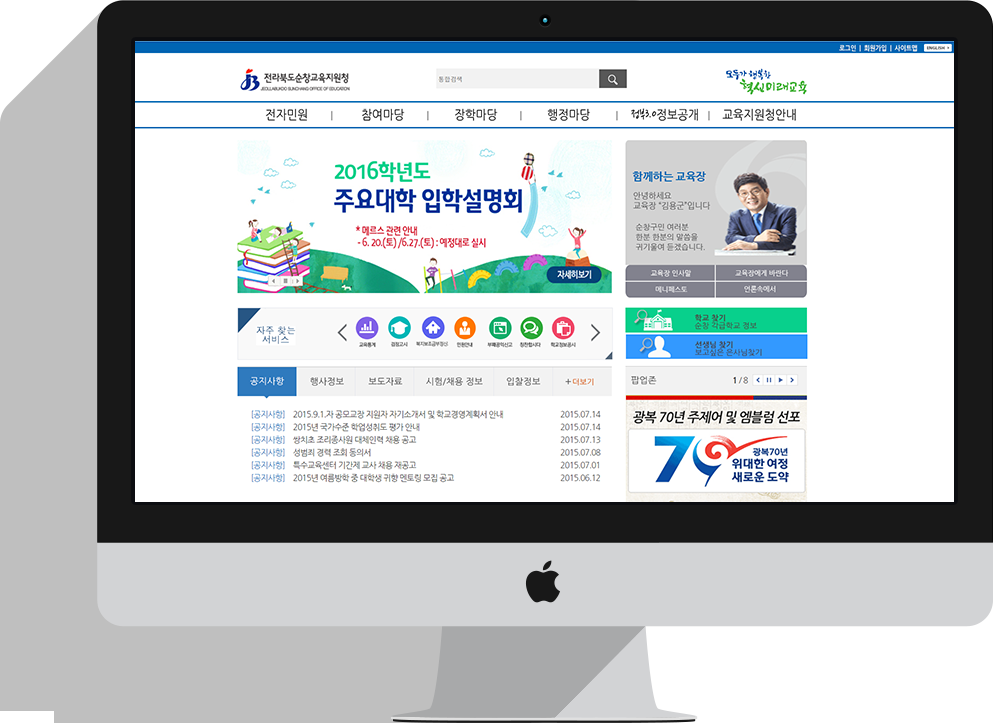 로그인 | 회원가입 | 사이트맵 ENGLISH
전라북도순창교육지원청
JEOLLABUKDO SUNCHANG OFFICE OF EDUCATION
통합검색
모두가 행복한
혁신미래교육
전자민원 | 참여마당 | 장학마당 | 행정마당 | 정부3.0정보공개 | 교육지원청안내
2016학년도
주요대학 입학설명회
* 메르스 관련 안내
- 6. 20.(토) /6.27.(토) : 예정대로 실시
자세히보기
함께하는 교육장
안녕하세요
교육장 "김용군"입니다
순창구민 여러분
한분 한분의 말씀을
귀기울여 듣겠습니다.
교육장 인사말 교육장에게 바란다
메니페스토 언론속에서
자주 찾는
서비스
교육통계 검정고시 복지보조금부정신 민원안내 부패공익신고 칭찬합시다 학교정보공시
학교 찾기
순창 각급학교 정보
선생님 찾기
보고싶은 은사님찾기
공지사항 행사정보 보도자료 시험/채용 정보 입찰정보 +더보기
[공지사항] 2015.9.1.자 공모교장 지원자 자기소개서 및 학교경영계획서 안내 2015.07.14
[공지사항] 2015년 국가수준 학업성취도 평가 안내 2015.07.14
[공지사항] 쌍치초 조리종사원 대체인력 채용 공고 2015.07.13
[공지사항] 성범죄 경력 조회 동의서 2015.07.08
[공지사항] 특수교육센터 기간제 교사 채용 재공고 2015.07.01
[공지사항] 2015년 여름방학 중 대학생 귀향 멘토링 모집 공고 2015.06.12
팝업존 1/8
광복 70년 주제어 및 엠블럼 선포
70
광복70년
위대한 여정
새로운 도약